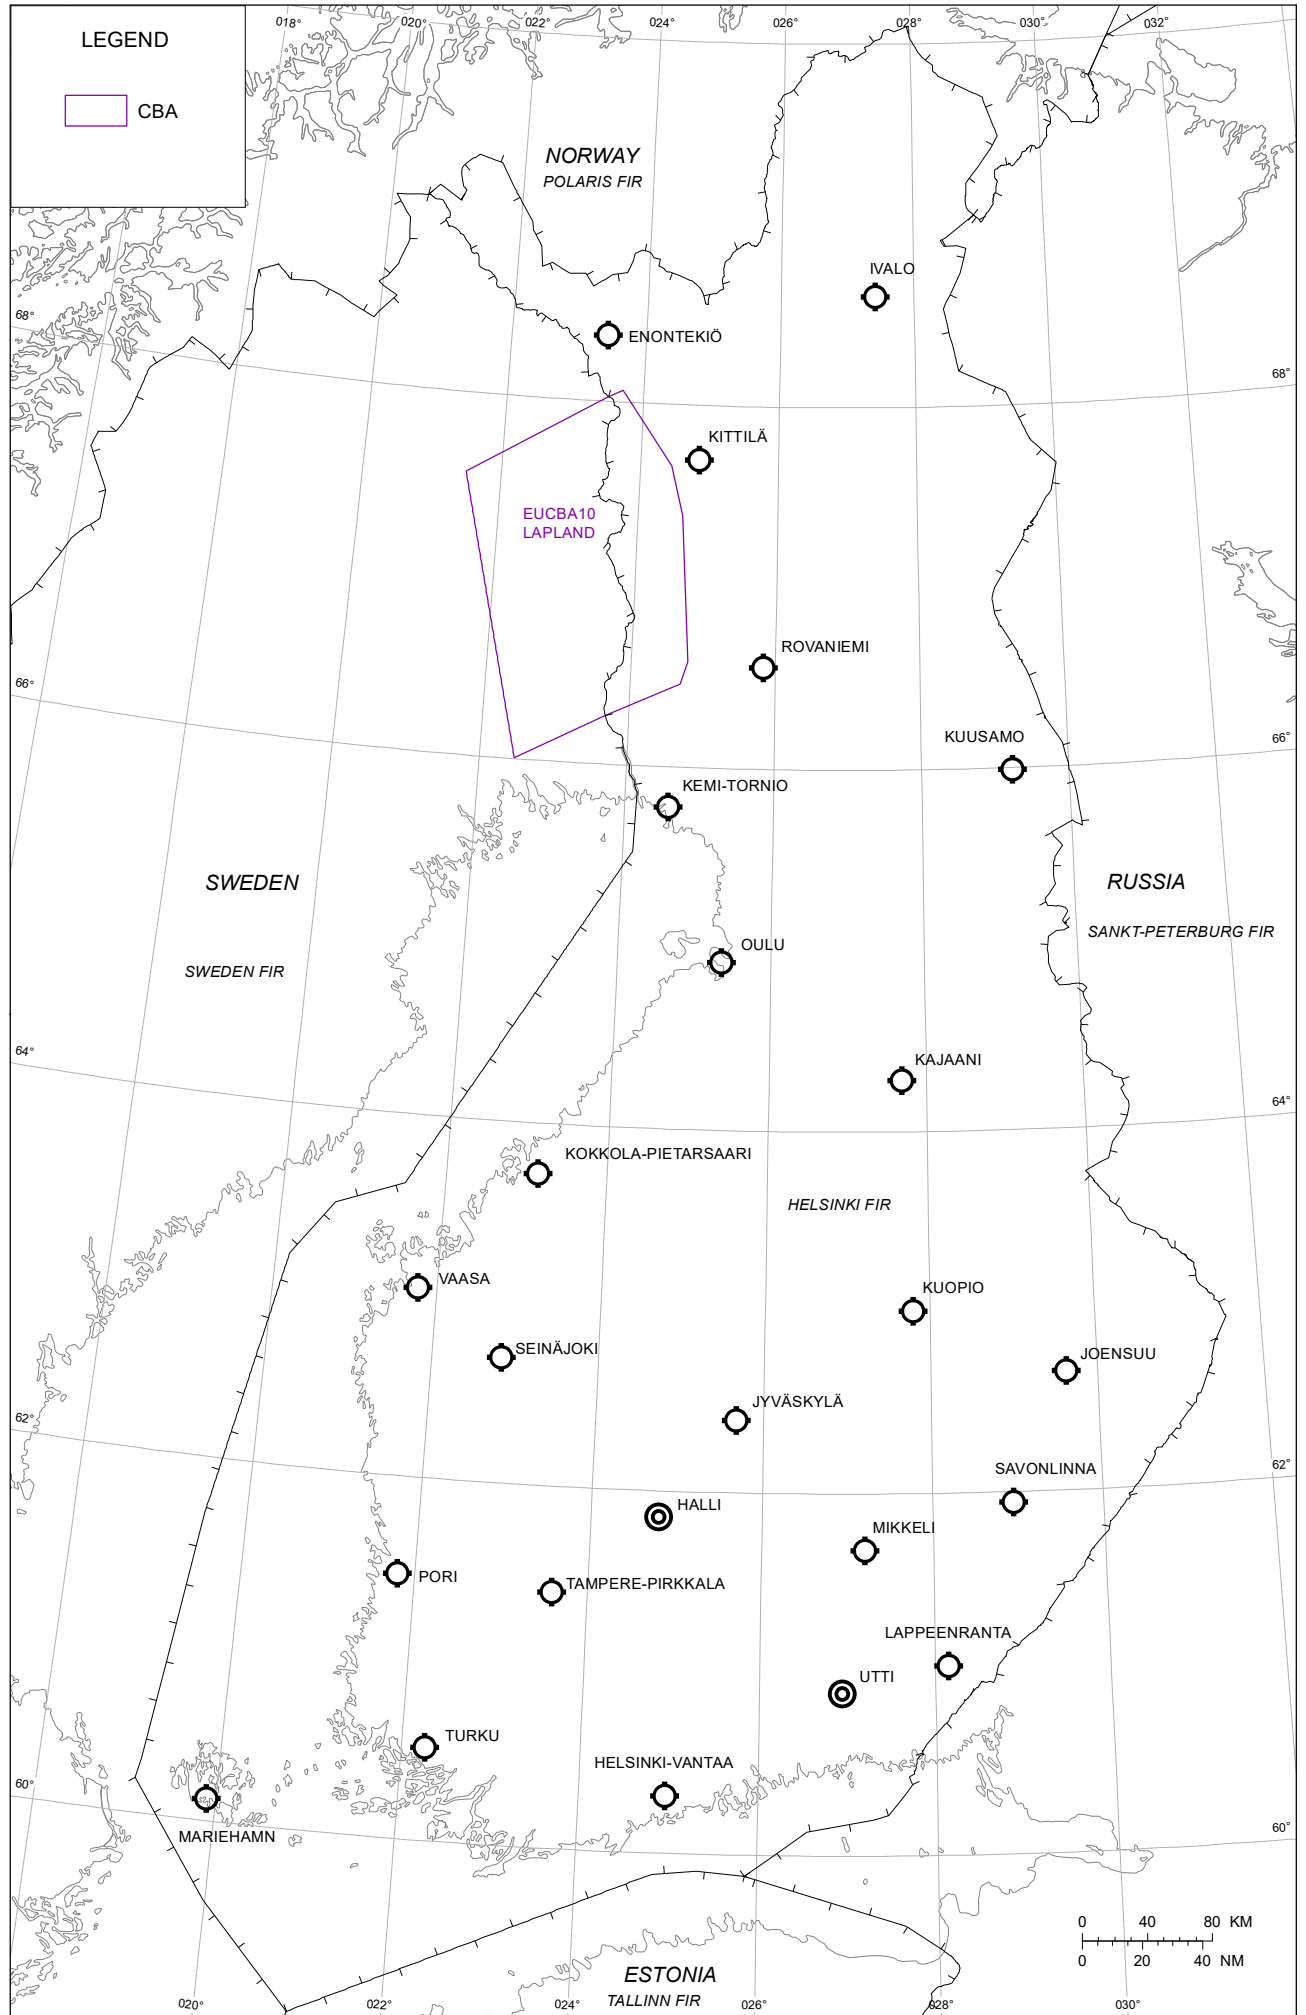 018°
020°
022°
024°
026°
028°
030°
032°
LEGEND
CBA
NORWAY
POLARIS FIR
IVALO
ENONTEKIÖ
68°
68°
KITTILÄ
EUCBA10
LAPLAND
ROVANIEMI
66°
66°
KUUSAMO
KEMI-TORNIO
SWEDEN
RUSSIA
SANKT-PETERBURG FIR
OULU
SWEDEN FIR
64°
KAJAANI
64°
KOKKOLA-PIETARSAARI
HELSINKI FIR
VAASA
KUOPIO
SEINÄJOKI
JOENSUU
JYVÄSKYLÄ
62°
62°
SAVONLINNA
HALLI
MIKKELI
PORI
TAMPERE-PIRKKALA
LAPPEENRANTA
UTTI
TURKU
HELSINKI-VANTAA
60°
60°
MARIEHAMN
0 40 80 KM
0 20 40 NM
ESTONIA
TALLINN FIR
020°
022°
024°
026°
028°
030°